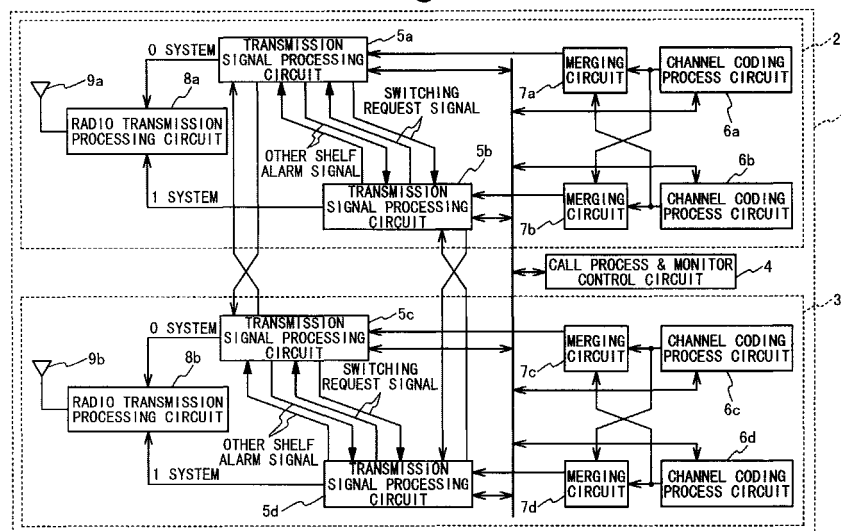 5a
TRANSMISSION
SIGNAL PROCESSING
CIRCUIT
0 SYSTEM
9a
8a
RADIO TRANSMISSION
PROCESSING CIRCUIT
SWITCHING
REQUEST SIGNAL
OTHER SHELF
ALARM SIGNAL
1 SYSTEM
5b
TRANSMISSION
SIGNAL PROCESSING
CIRCUIT
MERGING
CIRCUIT
7a
CHANNEL CODING
PROCESS CIRCUIT
6a
2
6b
MERGING
CIRCUIT
7b
CHANNEL CODING
PROCESS CIRCUIT
CALL PROCESS & MONITOR
CONTROL CIRCUIT
4
3
5c
TRANSMISSION
SIGNAL PROCESSING
CIRCUIT
0 SYSTEM
9b
8b
RADIO TRANSMISSION
PROCESSING CIRCUIT
SWITCHING
REQUEST SIGNAL
OTHER SHELF
ALARM SIGNAL
1 SYSTEM
TRANSMISSION
SIGNAL PROCESSING
CIRCUIT
5d
MERGING
CIRCUIT
7c
CHANNEL CODING
PROCESS CIRCUIT
6c
6d
MERGING
CIRCUIT
7d
CHANNEL CODING
PROCESS CIRCUIT